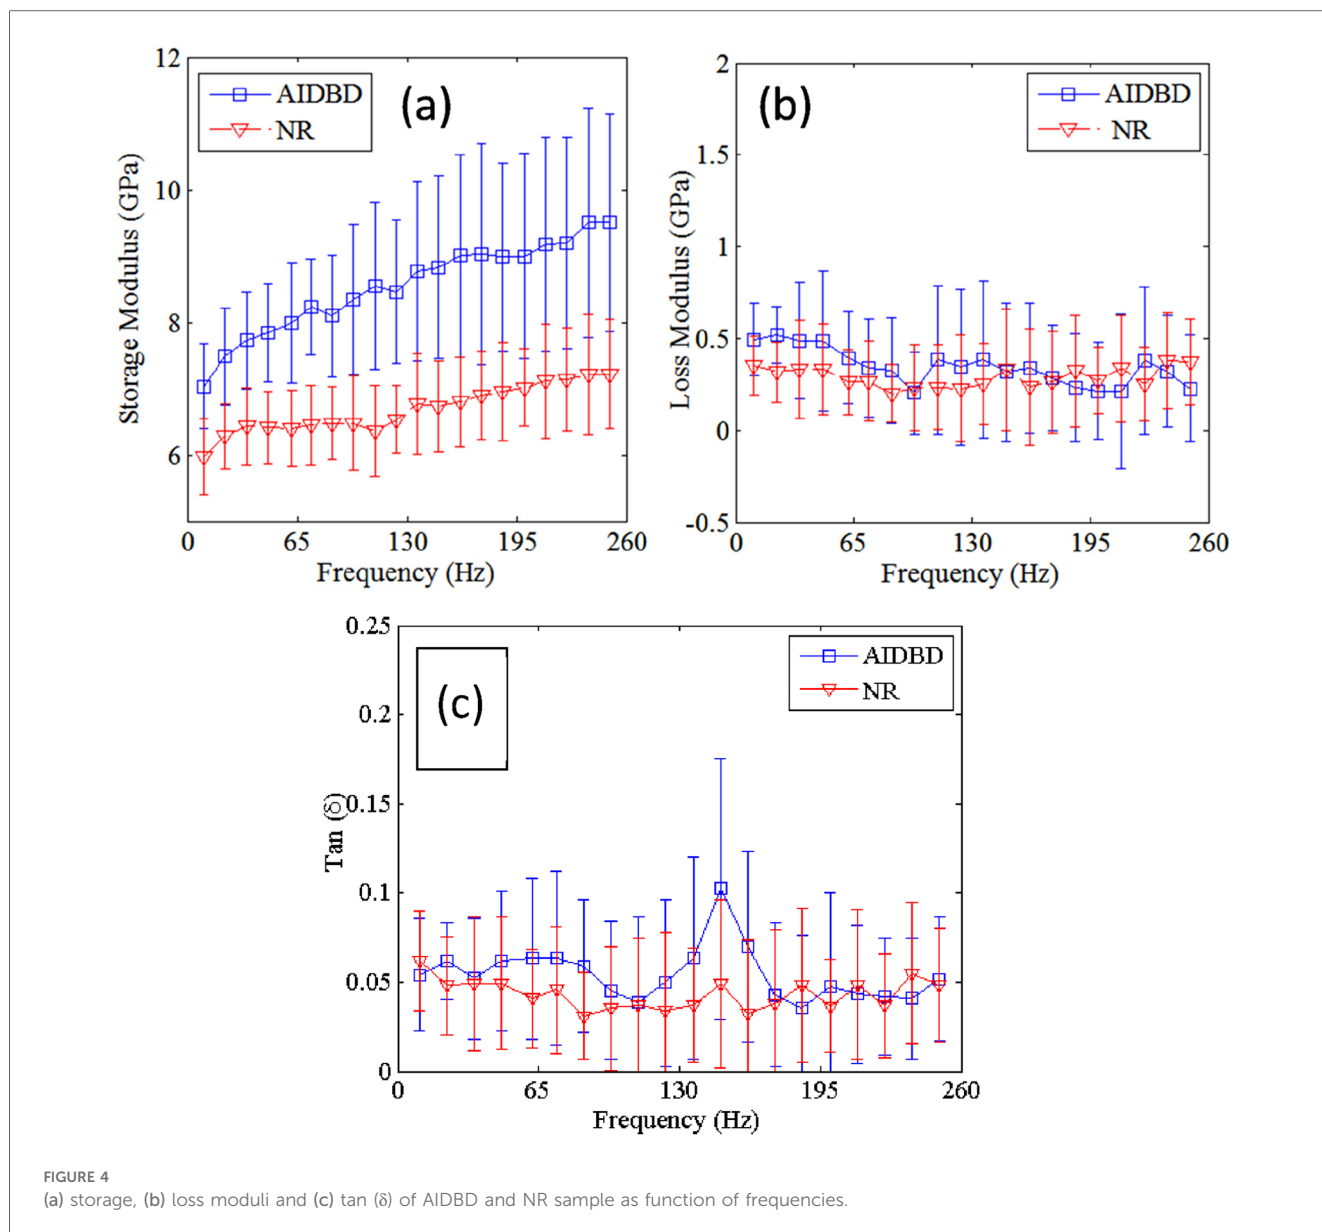 12
10
8
6
0
65
130
195
260
Storage Modulus (GPa)
Frequency (Hz)
AIDBD
NR
(a)
2
1.5
1
0.5
0
-0.5
0
65
130
195
260
Loss Modulus (GPa)
Frequency (Hz)
(b)
AIDBD
NR
0.25
0.2
0.15
0.1
0.05
0
0
65
130
195
260
Tan (δ)
Frequency (Hz)
(c)
AIDBD
NR
FIGURE 4
(a) storage, (b) loss moduli and (c) tan (δ) of AIDBD and NR sample as function of frequencies.